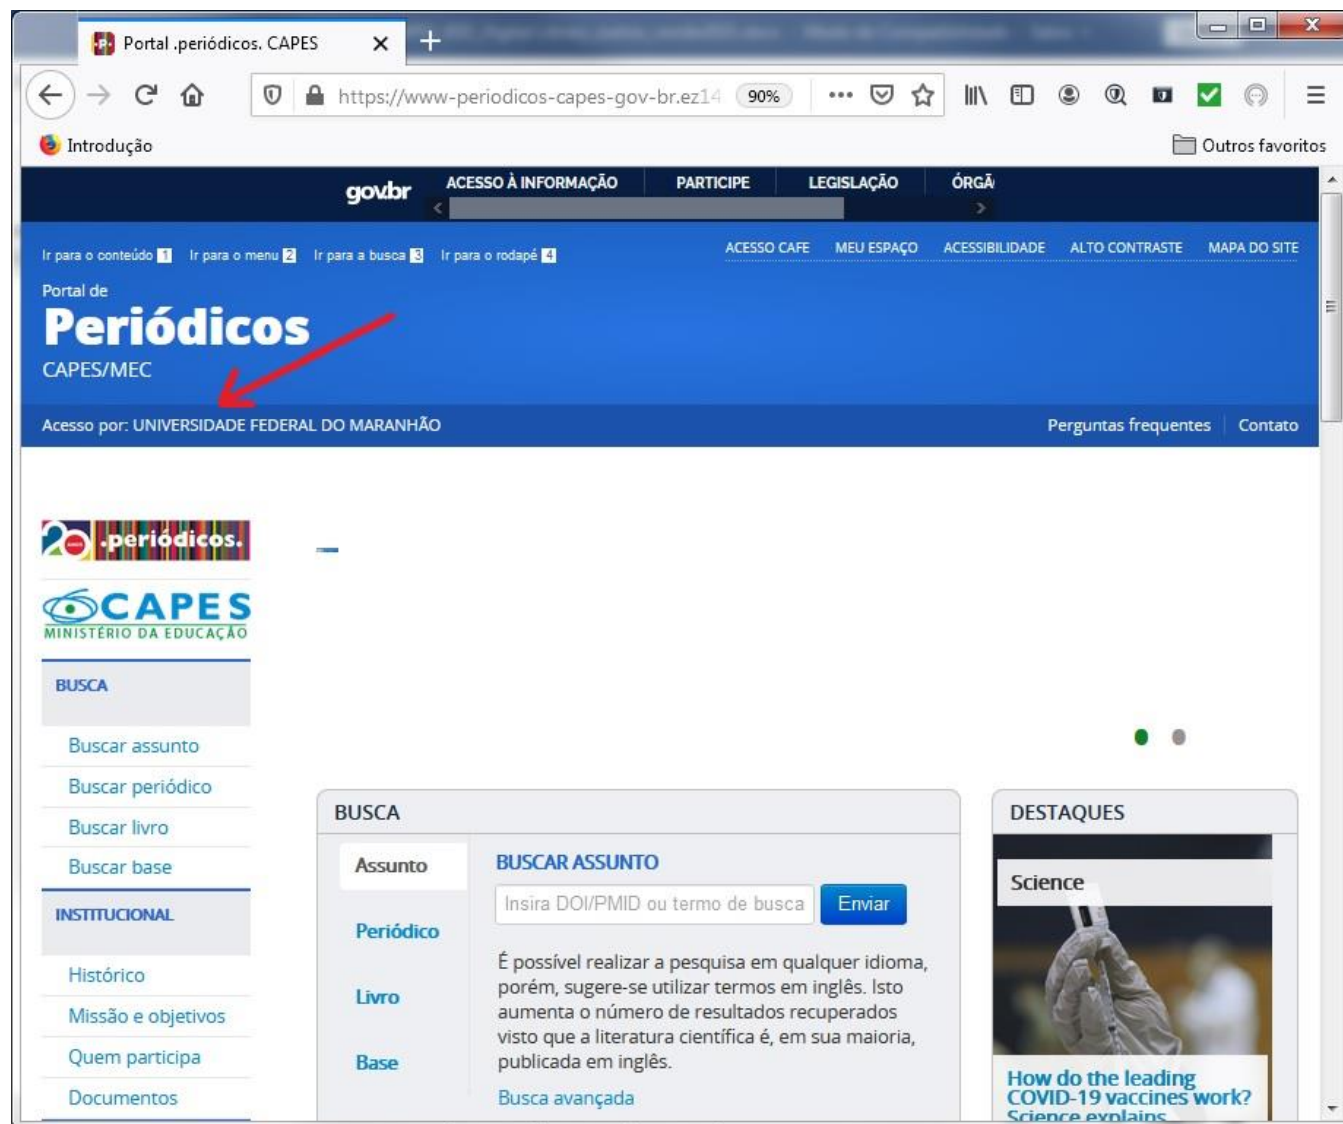 Portal .periódicos. CAPES
https://www-periodicos-capes-gov-br.ez14 90%
Introdução
Outros favoritos
gov.br ACESSO À INFORMAÇÃO PARTICIPE LEGISLAÇÃO ÓRGÃ
Ir para o conteúdo 1 Ir para o menu 2 Ir para a busca 3 Ir para o rodapé 4
ACESSO CAFE MEU ESPAÇO ACESSIBILIDADE ALTO CONTRASTE MAPA DO SITE
Portal de
Periódicos
CAPES/MEC
Acesso por: UNIVERSIDADE FEDERAL DO MARANHÃO
Perguntas frequentes Contato
20 .periódicos.
CAPES
MINISTÉRIO DA EDUCAÇÃO
BUSCA
Buscar assunto
Buscar periódico
Buscar livro
Buscar base
INSTITUCIONAL
Histórico
Missão e objetivos
Quem participa
Documentos
BUSCA
Assunto
Periódico
Livro
Base
BUSCAR ASSUNTO
Insira DOI/PMID ou termo de busca
Enviar
É possível realizar a pesquisa em qualquer idioma,
porém, sugere-se utilizar termos em inglês. Isto
aumenta o número de resultados recuperados
visto que a literatura científica é, em sua maioria,
publicada em inglês.
Busca avançada
DESTAQUES
Science
How do the leading
COVID-19 vaccines work?
Science explains